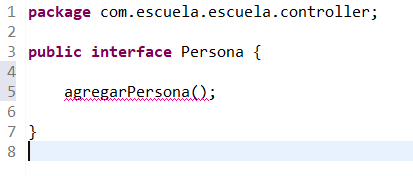 1 package com.escuela.escuela.controller;
2
3 public interface Persona {
4
5 agregarPersona();
6
7 }
8